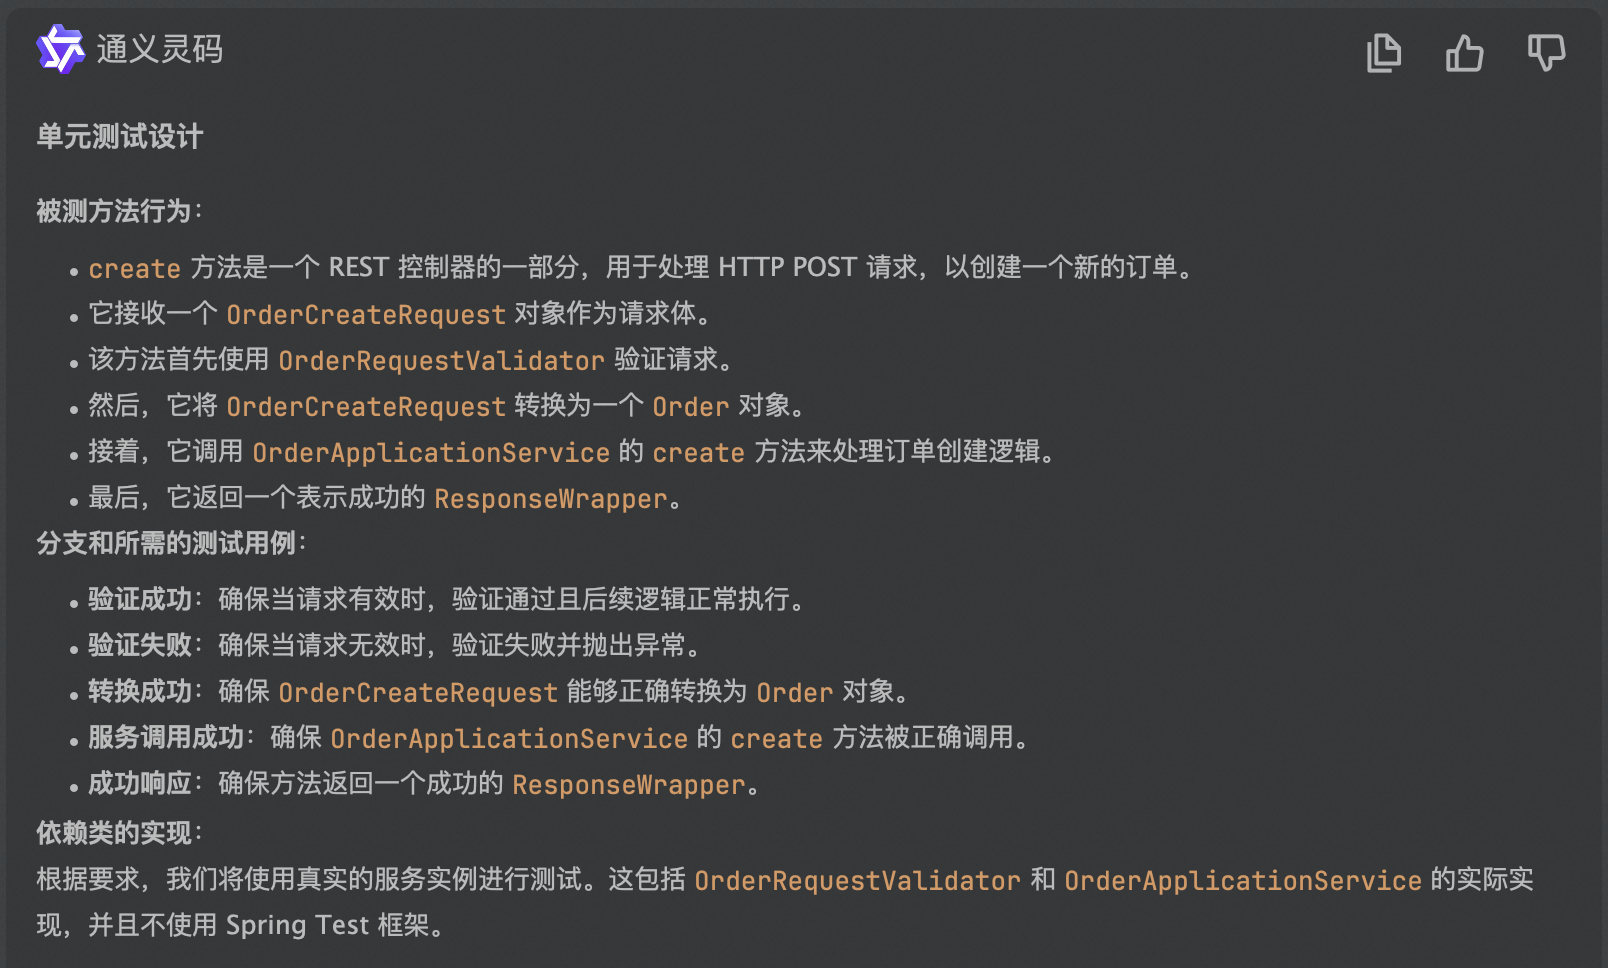 通义灵码
单元测试设计
被测方法行为：
• create 方法是一个 REST 控制器的一部分，用于处理 HTTP POST 请求，以创建一个新的订单。
• 它接收一个 OrderCreateRequest 对象作为请求体。
• 该方法首先使用 OrderRequestValidator 验证请求。
• 然后，它将 OrderCreateRequest 转换为一个 Order 对象。
• 接着，它调用 OrderApplicationService 的 create 方法来处理订单创建逻辑。
• 最后，它返回一个表示成功的 ResponseWrapper。
分支和所需的测试用例：
• 验证成功：确保当请求有效时，验证通过且后续逻辑正常执行。
• 验证失败：确保当请求无效时，验证失败并抛出异常。
• 转换成功：确保 OrderCreateRequest 能够正确转换为 Order 对象。
• 服务调用成功：确保 OrderApplicationService 的 create 方法被正确调用。
• 成功响应：确保方法返回一个成功的 ResponseWrapper。
依赖类的实现：
根据要求，我们将使用真实的服务实例进行测试。这包括 OrderRequestValidator 和 OrderApplicationService 的实际实
现，并且不使用 Spring Test 框架。